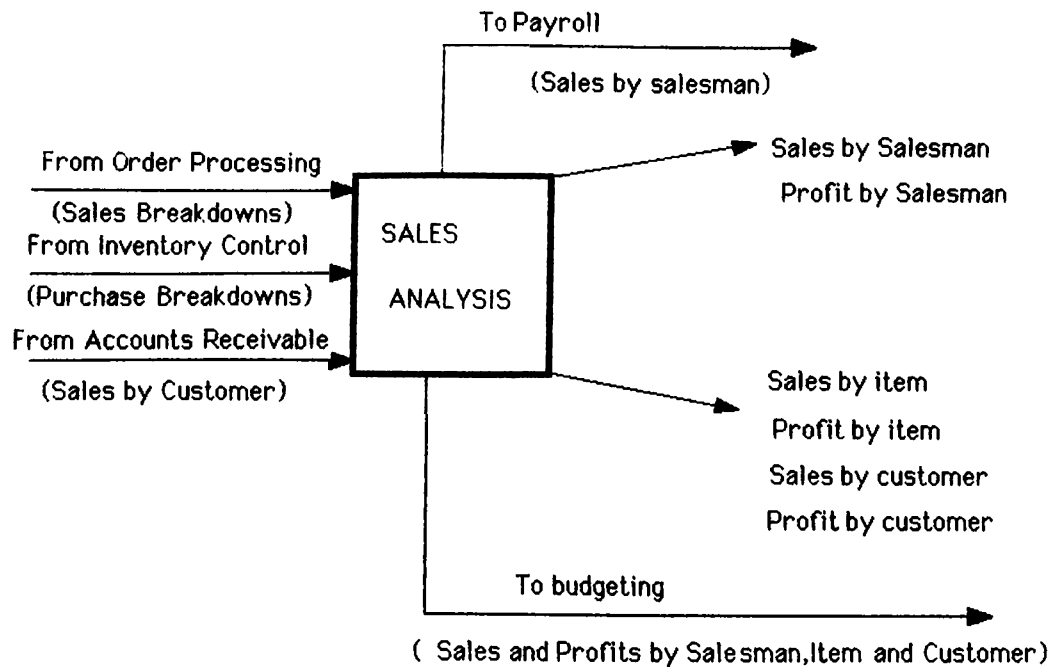 To Payroll
(Sales by salesman)
From Order Processing
(Sales Breakdowns)
From Inventory Control
(Purchase Breakdowns)
From Accounts Receivable
(Sales by Customer)
SALES
ANALYSIS
Sales by Salesman
Profit by Salesman
Sales by item
Profit by item
Sales by customer
Profit by customer
To budgeting
( Sales and Profits by Salesman,Item and Customer)